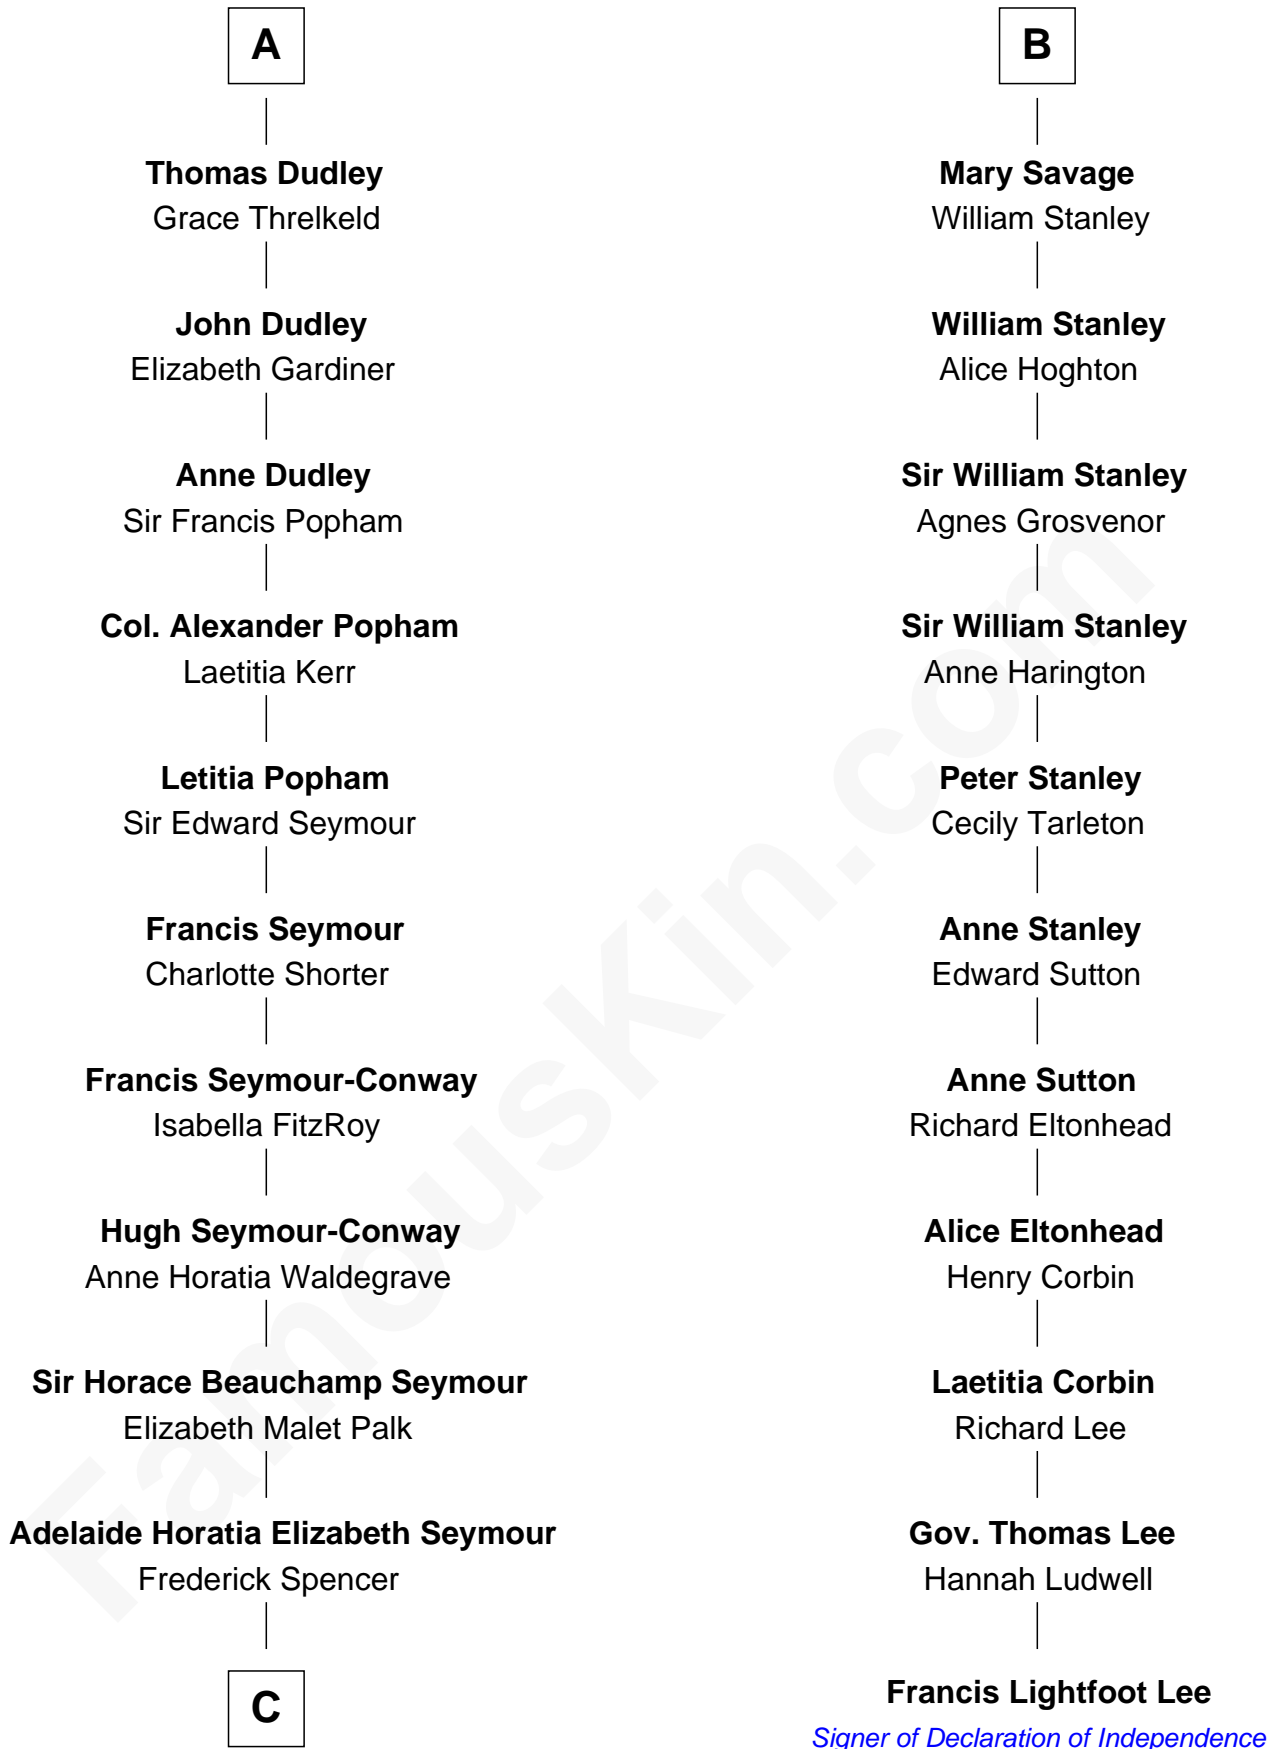 A
Thomas Dudley
Grace Threlkeld
John Dudley
Elizabeth Gardiner
Anne Dudley
Sir Francis Popham
Col. Alexander Popham
Laetitia Kerr
Letitia Popham
Sir Edward Seymour
Francis Seymour
Charlotte Shorter
Francis Seymour-Conway
Isabella FitzRoy
Hugh Seymour-Conway
Anne Horatia Waldegrave
Sir Horace Beauchamp Seymour
Elizabeth Malet Palk
Adelaide Horatia Elizabeth Seymour
Frederick Spencer
C
B
Mary Savage
William Stanley
William Stanley
Alice Hoghton
Sir William Stanley
Agnes Grosvenor
Sir William Stanley
Anne Harington
Peter Stanley
Cecily Tarleton
Anne Stanley
Edward Sutton
Anne Sutton
Richard Eltonhead
Alice Eltonhead
Henry Corbin
Laetitia Corbin
Richard Lee
Gov. Thomas Lee
Hannah Ludwell
Francis Lightfoot Lee
Signer of Declaration of Independence
FamousKin.com